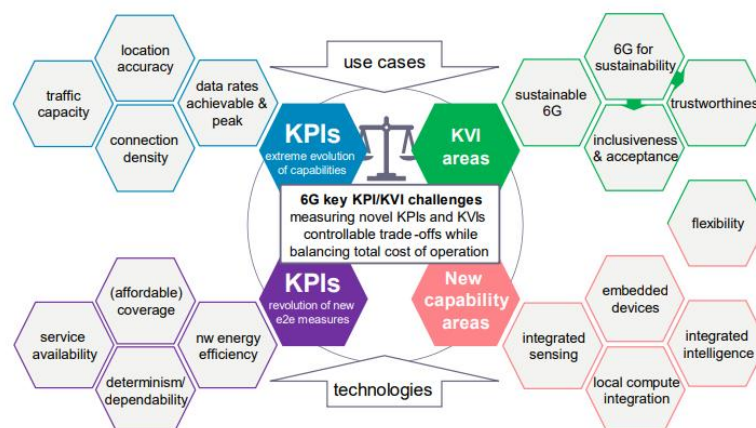 location
accuracy
traffic
capacity
data rates
achievable &
peak
connection
density
use cases
KPIs
extreme evolution
of capabilities
KVI
areas
sustainable
6G
6G for
sustainability
trustworthines
inclusiveness
& acceptance
flexibility
6G key KPI/KVI challenges
measuring novel KPIs and KVIs
controllable trade-offs while
balancing total cost of operation
KPIs
revolution of new
e2e measures
New
capability
areas
(affordable)
coverage
service
availability
nw energy
efficiency
determinism/
dependability
technologies
embedded
devices
integrated
sensing
integrated
intelligence
local compute
integration